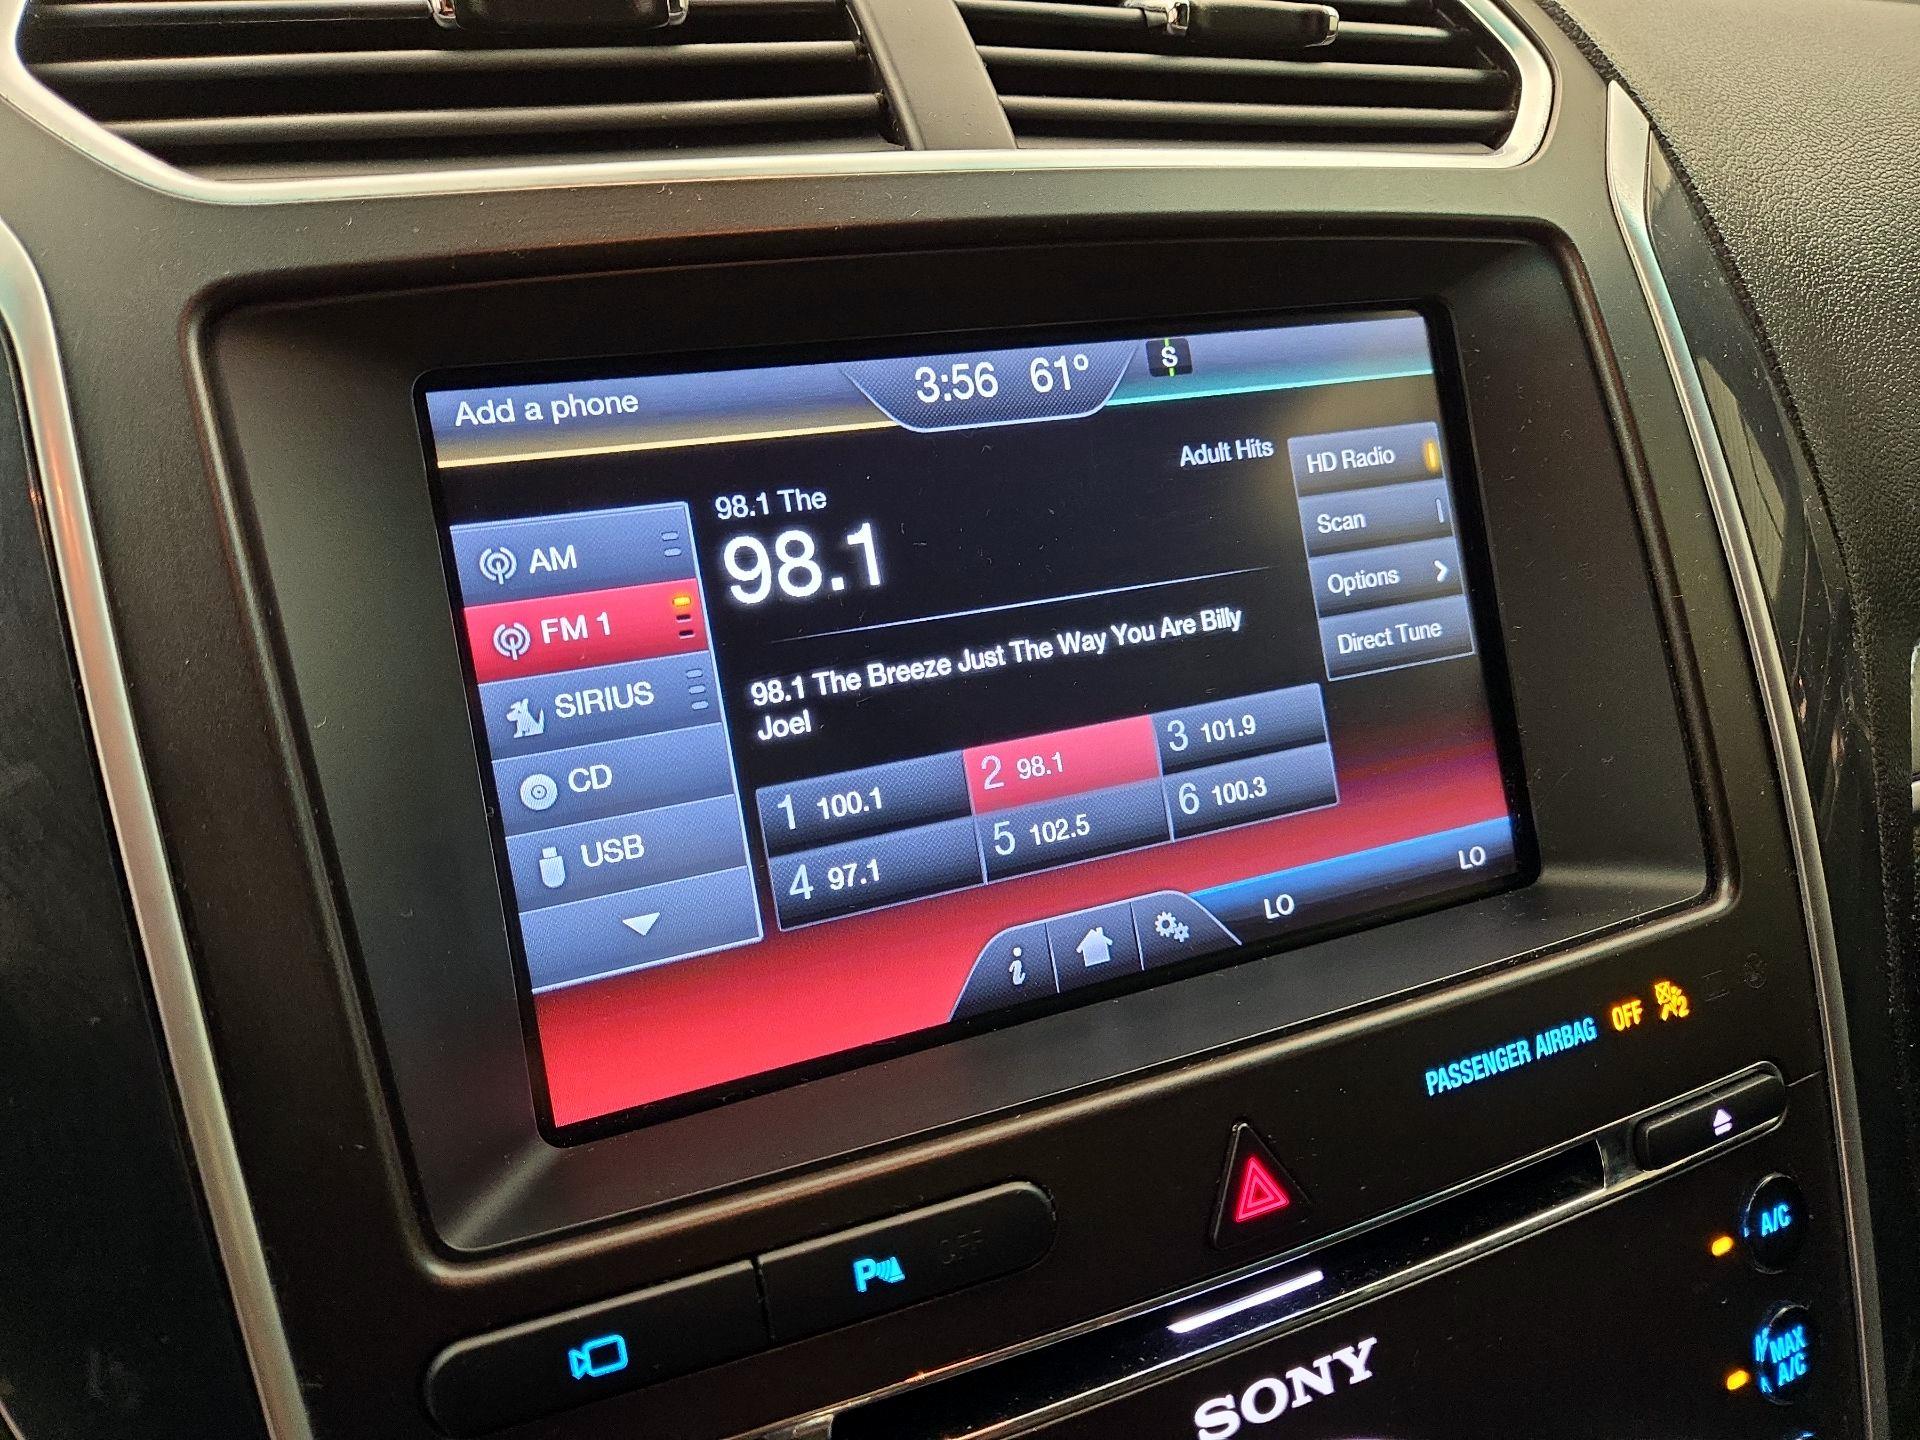 Add a phone
3:56 61°
S
Adult Hits
98.1 The
98.1
98.1 The Breeze Just The Way You Are Billy
Joel
AM
FM 1
SIRIUS
CD
USB
HD Radio
Scan
Options
Direct Tune
1 100.1
2 98.1
3 101.9
4 97.1
5 102.5
6 100.3
i
LO
LO
PASSENGER AIRBAG OFF
2
P OFF
A/C
MAX
A/C
SONY